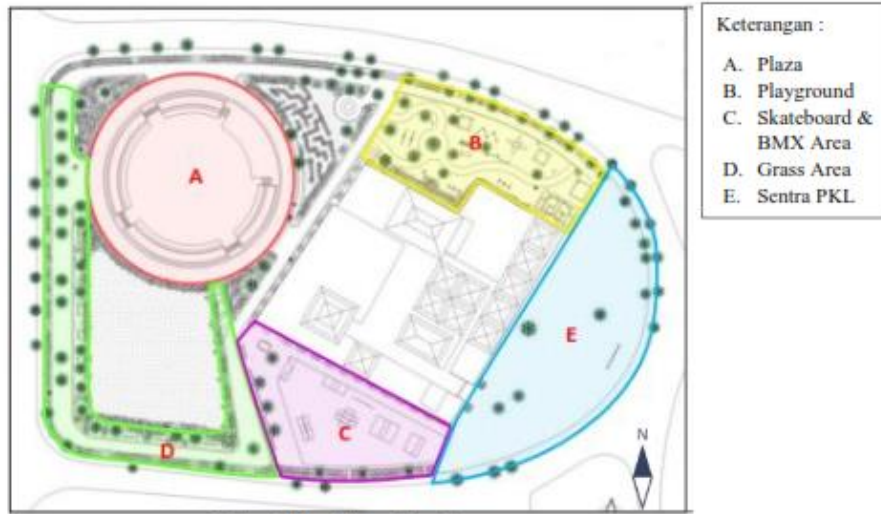 Keterangan :
A. Plaza
B. Playground
C. Skateboard &
BMX Area
D. Grass Area
E. Sentra PKL
A
B
C
D
E
N